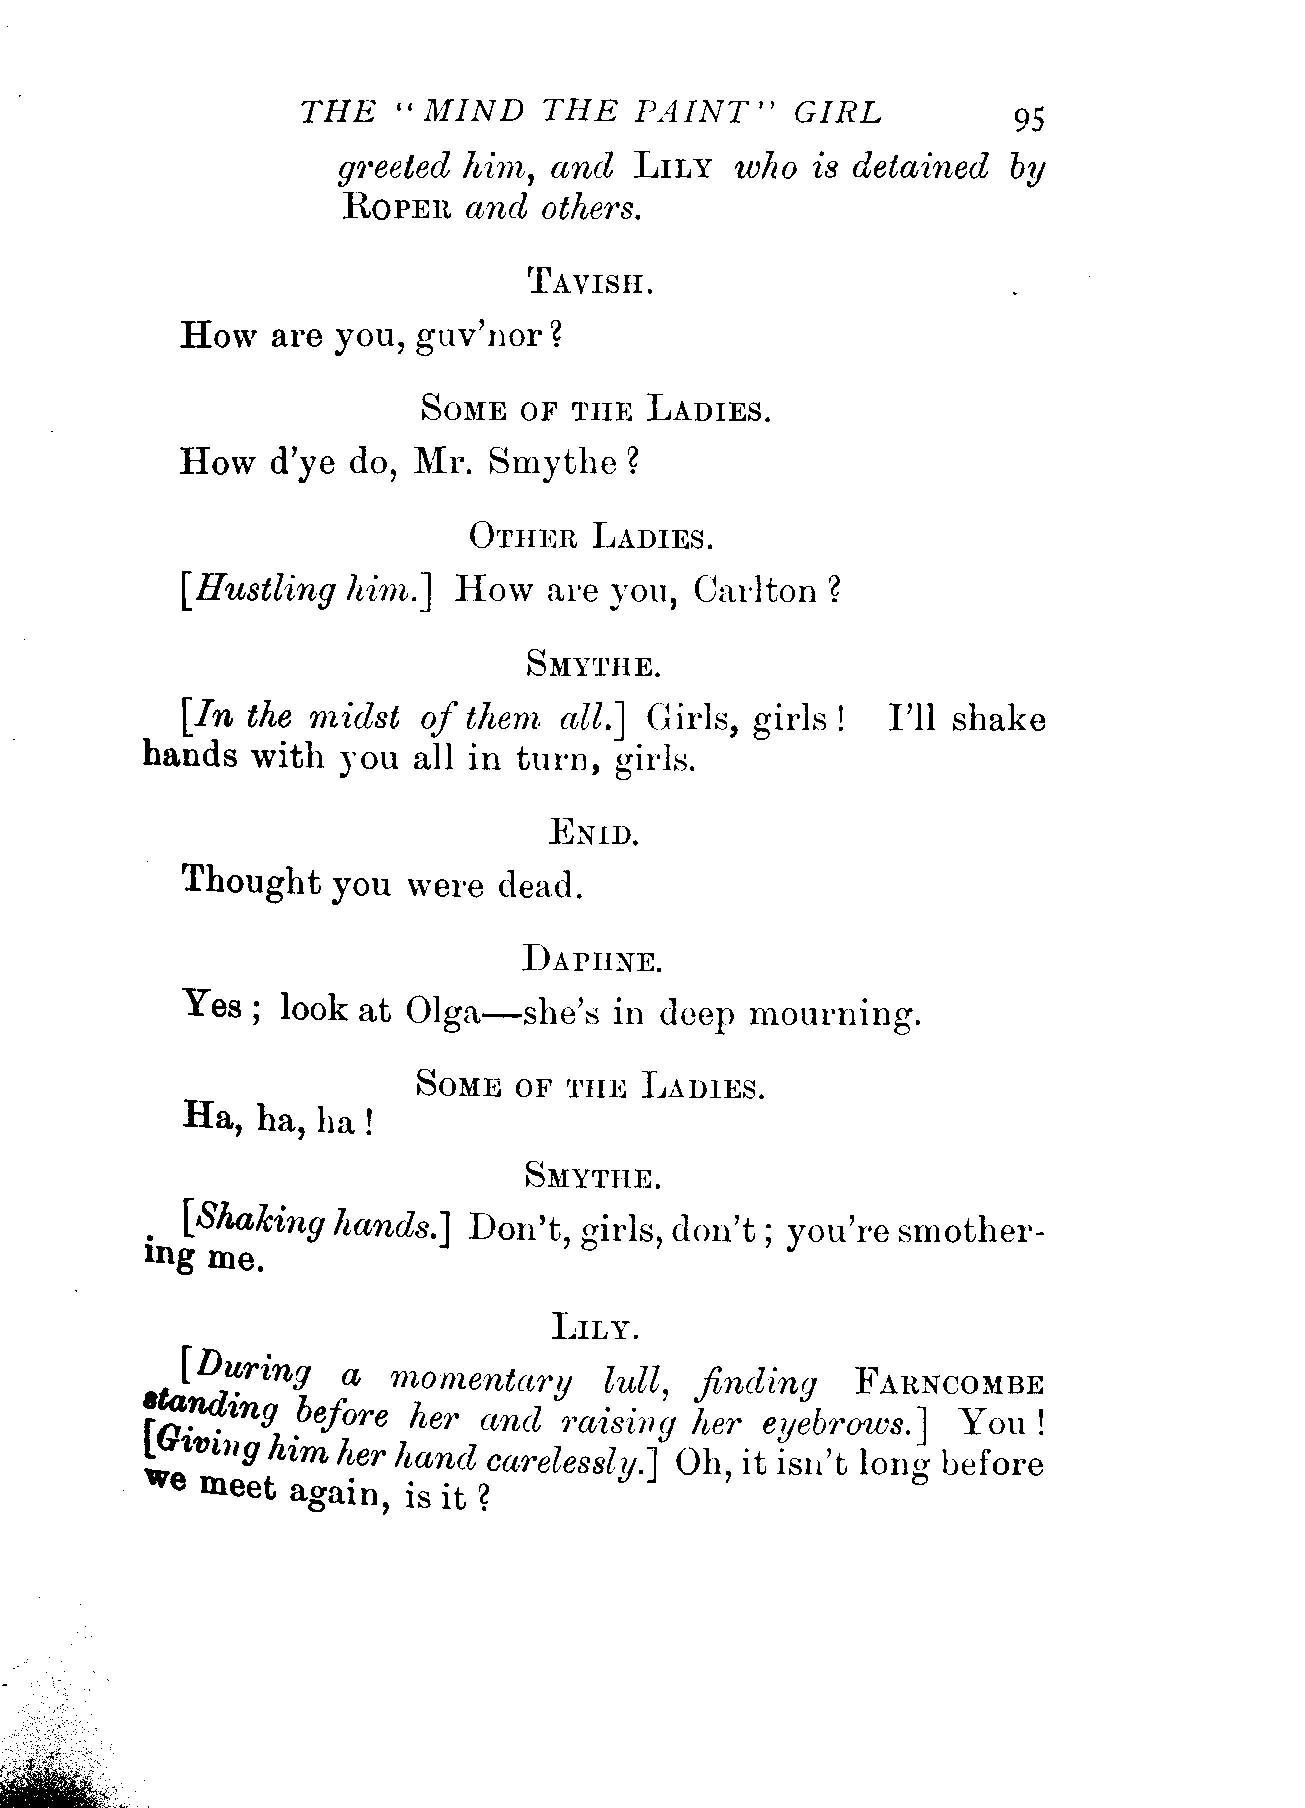 THE "MIND THE PAINT" GIRL 95
greeted him, and LILY who is detained by
ROPER and others.
TAVISH.
How are you, guv'nor?
SOME OF THE LADIES.
How d'ye do, Mr. Smythe?
OTHER LADIES.
[Hustling him.] How are you, Carlton?
SMYTHE.
[In the midst of them all.] Girls, girls! I'll shake
hands with you all in turn, girls.
ENID.
Thought you were dead.
DAPHNE.
Yes; look at Olga—she's in deep mourning.
SOME OF THE LADIES.
Ha, ha, ha!
SMYTHE.
[Shaking hands.] Don't, girls, don't; you're smother-
ing me.
LILY.
[During a momentary lull, finding FARNCOMBE
standing before her and raising her eyebrows.] You!
[Giving him her hand carelessly.] Oh, it isn't long before
we meet again, is it?